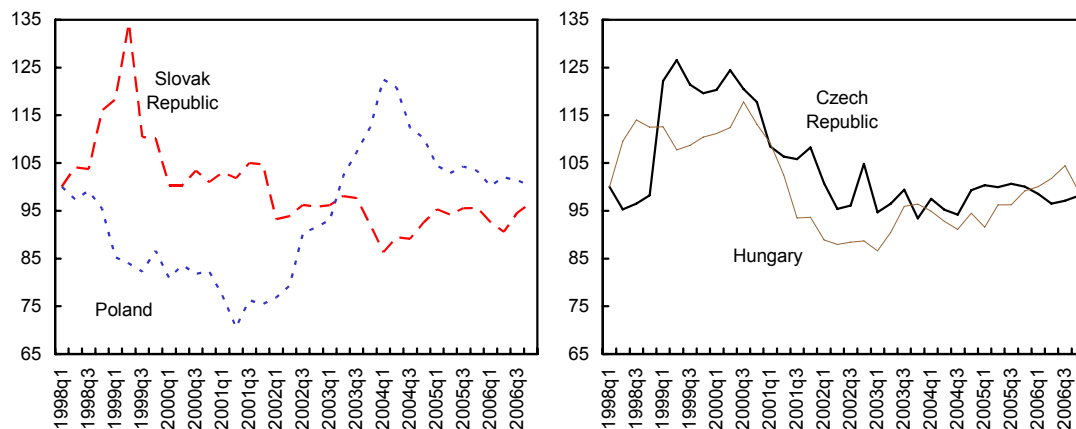 135
125
115
105
95
85
75
65
Slovak
Republic
Poland
1998q1
1998q3
1999q1
1999q3
2000q1
2000q3
2001q1
2001q3
2002q1
2002q3
2003q1
2003q3
2004q1
2004q3
2005q1
2005q3
2006q1
2006q3
135
125
115
105
95
85
75
65
Czech
Republic
Hungary
1998q1
1998q3
1999q1
1999q3
2000q1
2000q3
2001q1
2001q3
2002q1
2002q3
2003q1
2003q3
2004q1
2004q3
2005q1
2005q3
2006q1
2006q3